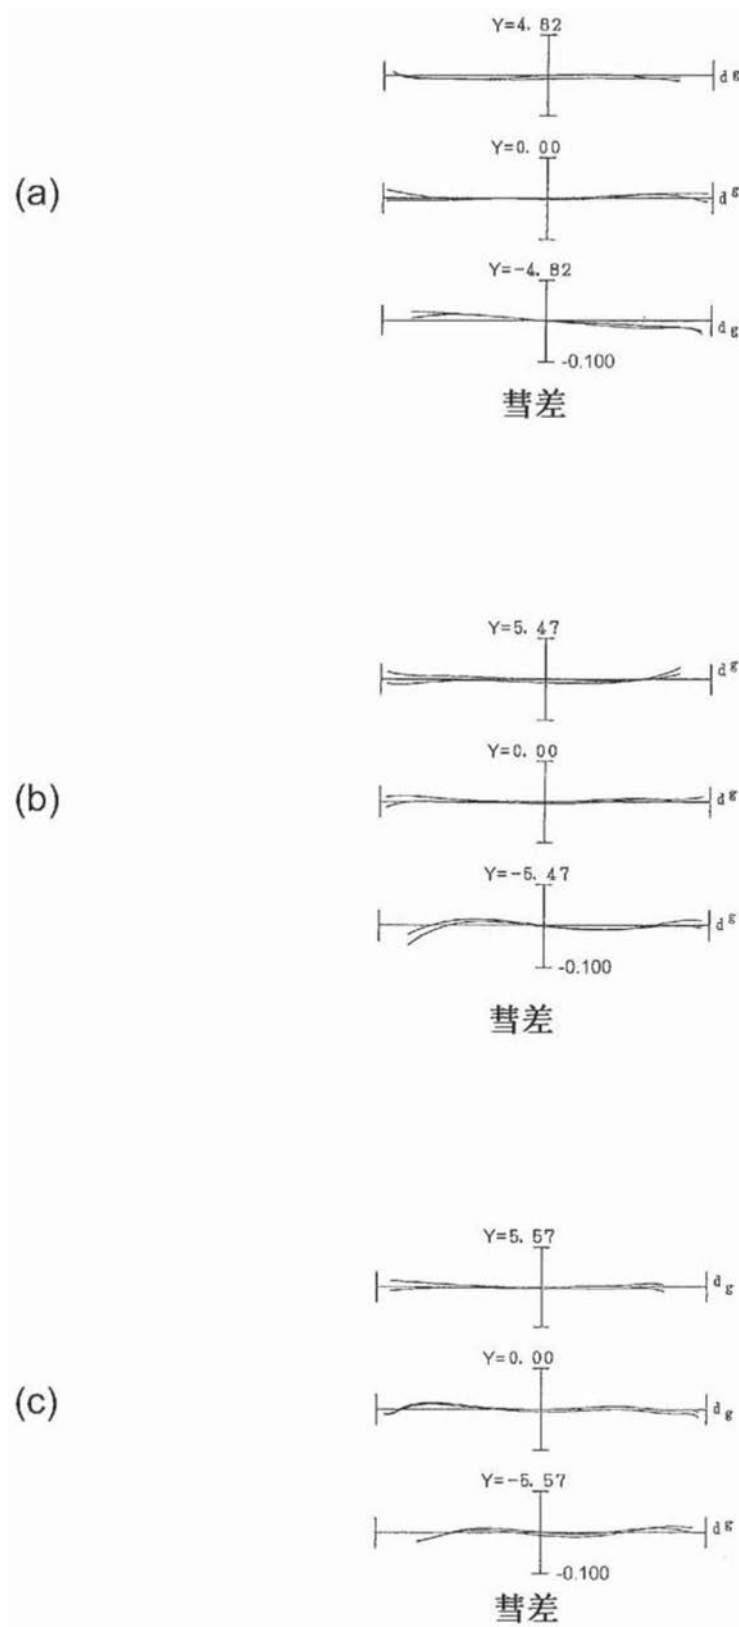 Y=4.82
d g
Y=0.00
(a)
d g
Y=-4.82
d g
-0.100
彗差
Y=5.47
d g
Y=0.00
(b)
d g
Y=-5.47
d g
-0.100
彗差
Y=5.57
d g
Y=0.00
(c)
d g
Y=-5.57
d g
-0.100
彗差